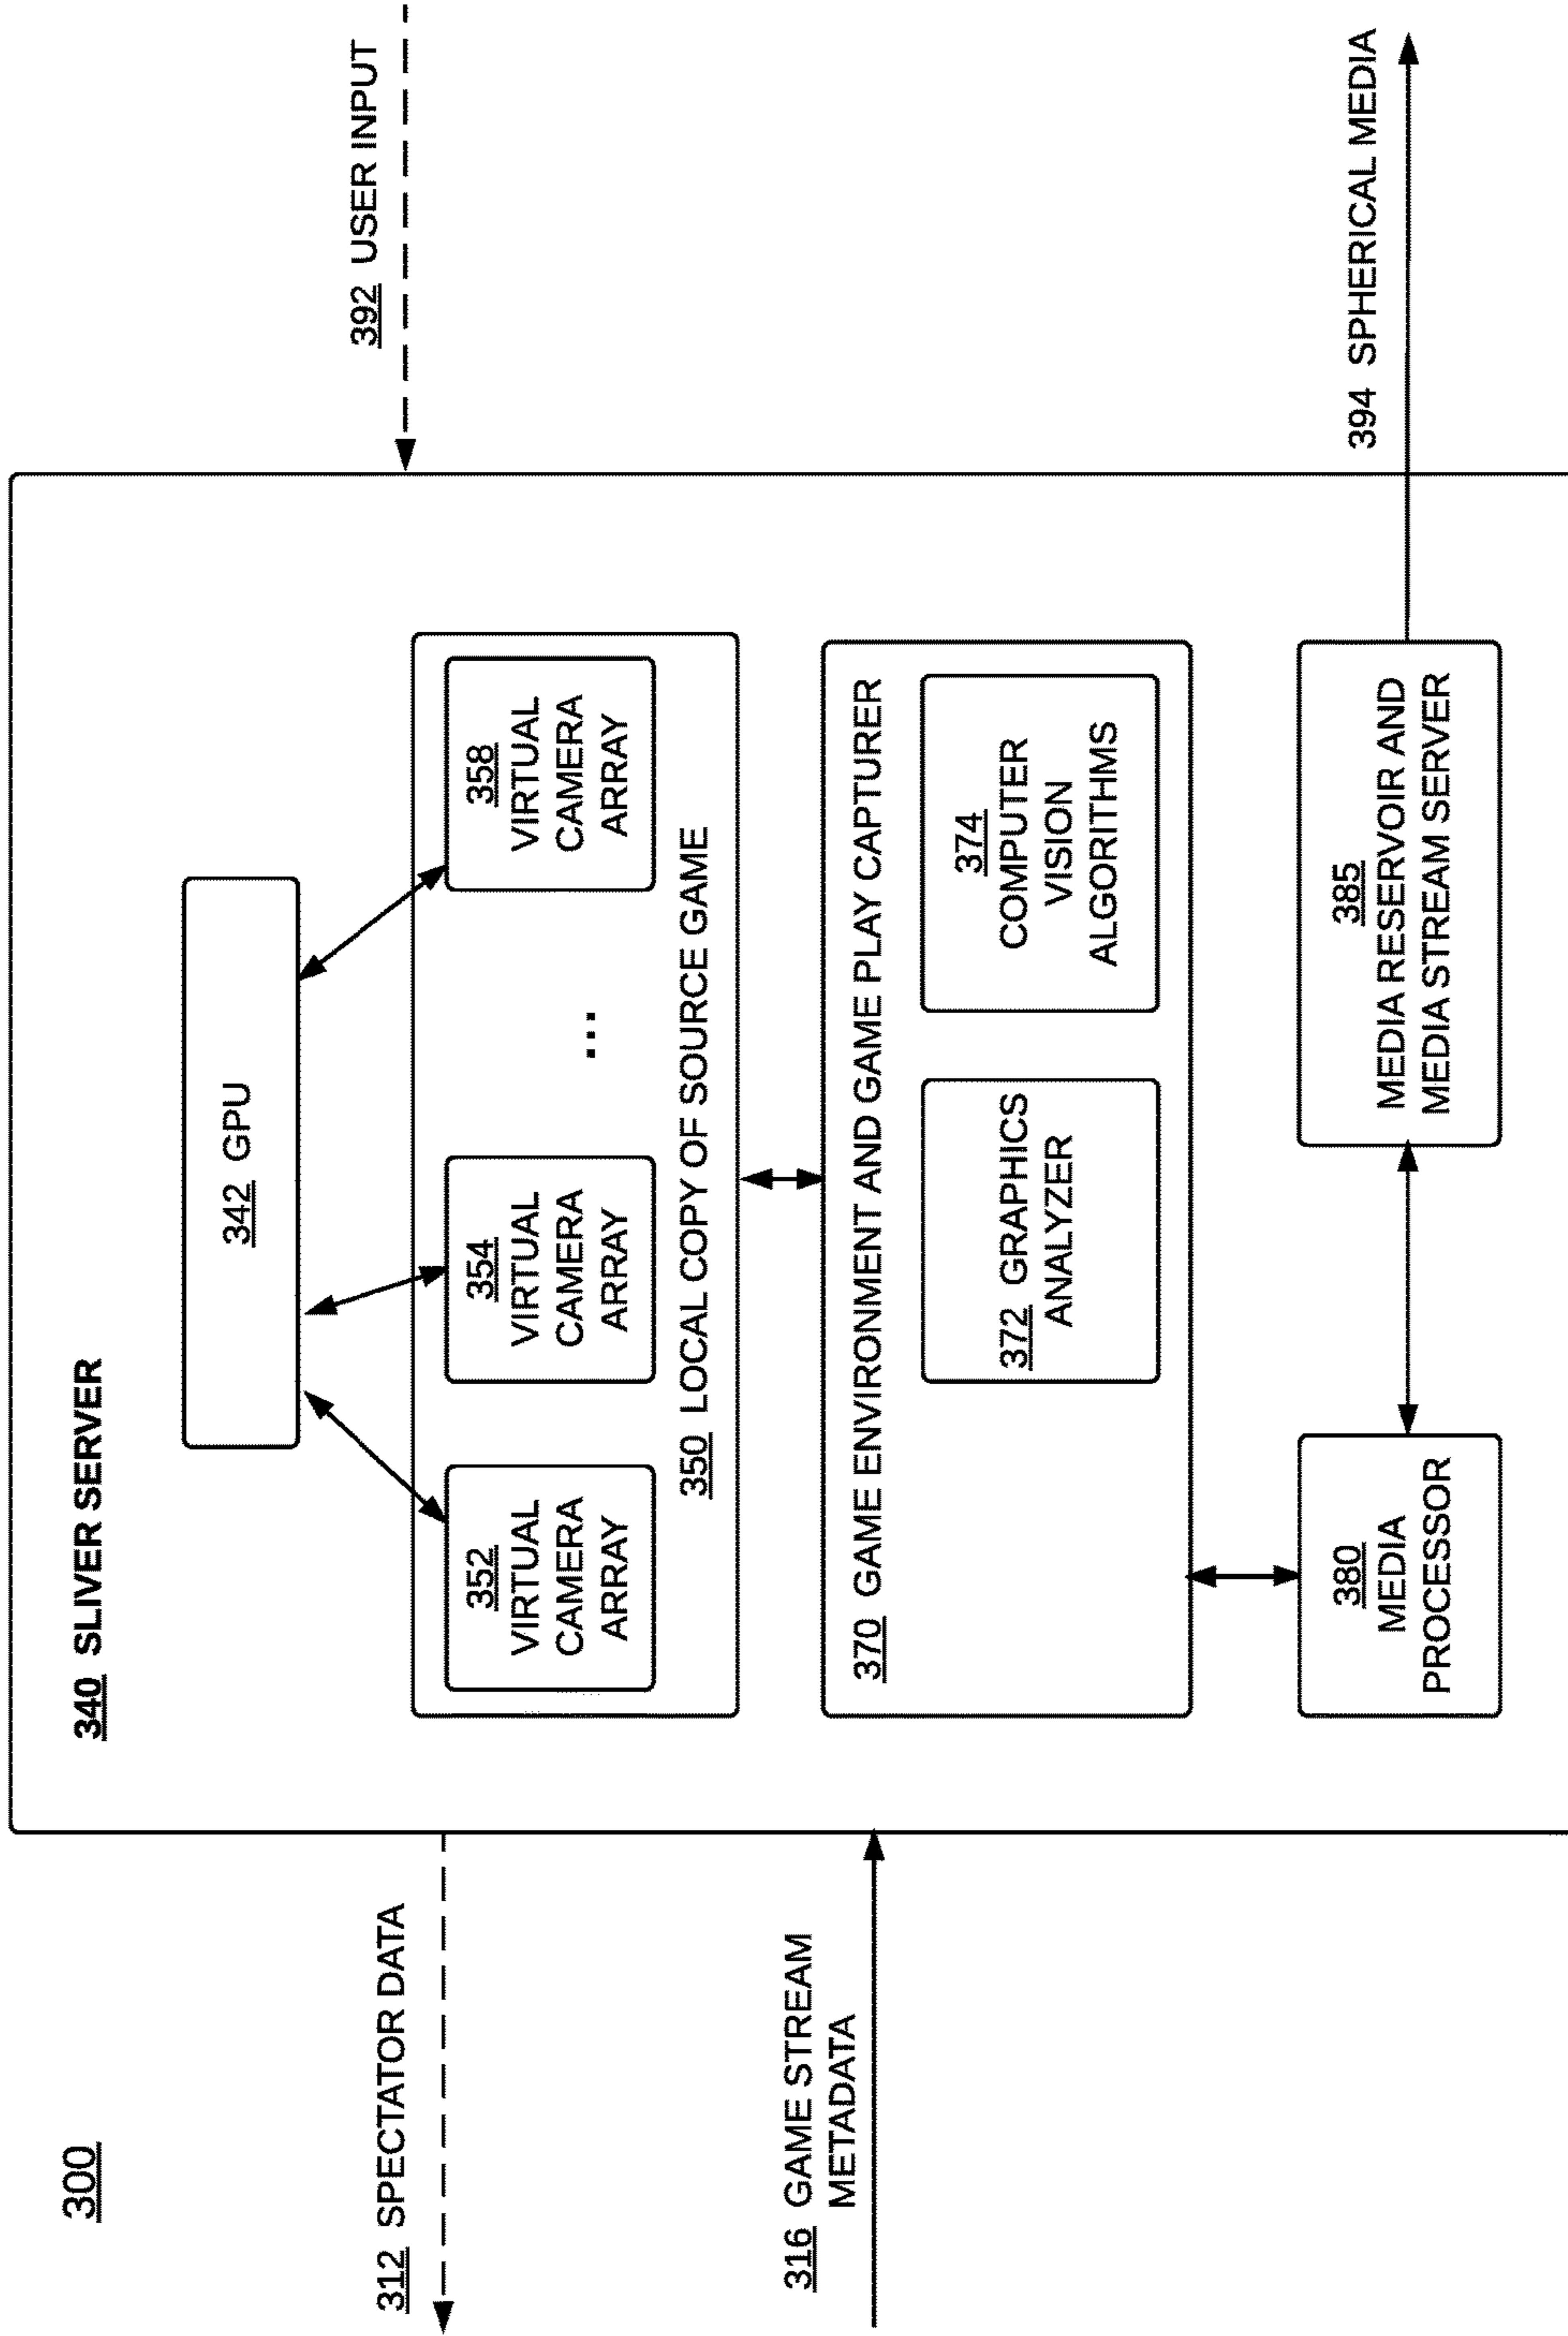 300
340 SLIVER SERVER
342 GPU
312 SPECTATOR DATA
392 USER INPUT
352
VIRTUAL
CAMERA
ARRAY
354
VIRTUAL
CAMERA
ARRAY
...
358
VIRTUAL
CAMERA
ARRAY
350 LOCAL COPY OF SOURCE GAME
316 GAME STREAM
METADATA
370 GAME ENVIRONMENT AND GAME PLAY CAPTURER
372 GRAPHICS
ANALYZER
374
COMPUTER
VISION
ALGORITHMS
380
MEDIA
PROCESSOR
385
MEDIA RESERVOIR AND
MEDIA STREAM SERVER
394 SPHERICAL MEDIA